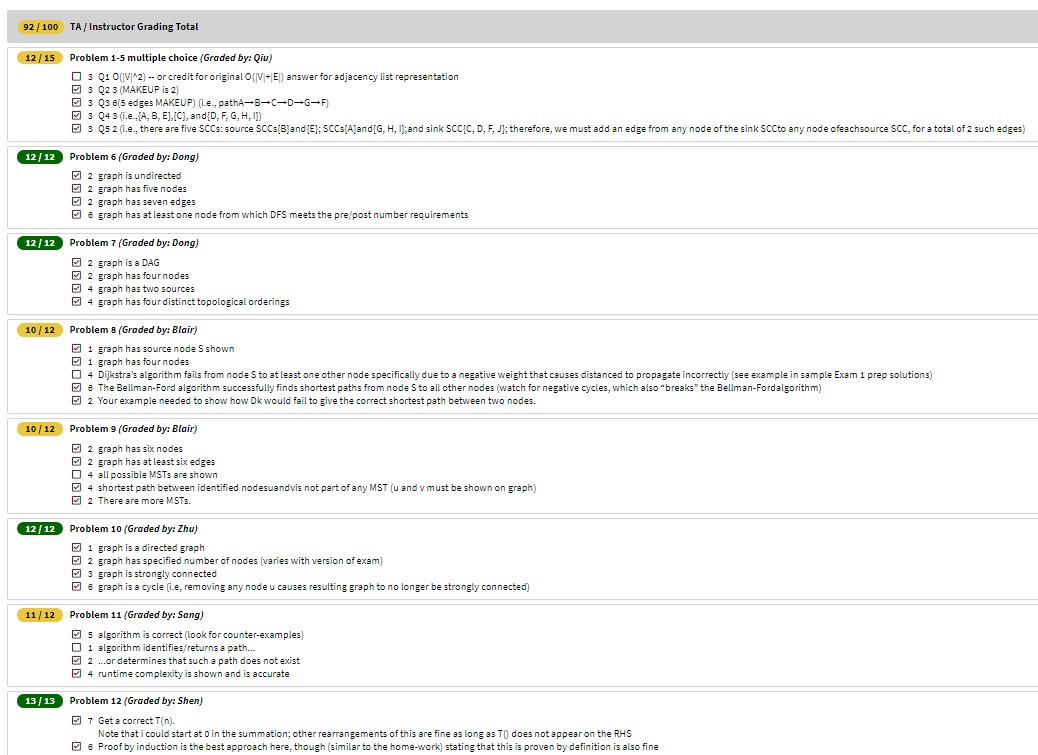 92 / 100 TA / Instructor Grading Total
12 / 15 Problem 1-5 multiple choice (Graded by: Qiu)
3 Q1 O(|V|^2) -- or credit for original O(|V|+|E|) answer for adjacency list representation
3 Q2 3 (MAKEUP is 2)
3 Q3 6(5 edges MAKEUP) (i.e., pathA→B→C→D→G→F)
3 Q4 3 (i.e.,{A, B, E},{C}, and{D, F, G, H, I})
3 Q5 2 (i.e., there are five SCCs: source SCCs{B}and{E}; SCCs{A}and{G, H, I};and sink SCC{C, D, F, J}; therefore, we must add an edge from any node of the sink SCCto any node ofeachsource SCC, for a total of 2 such edges)
12 / 12 Problem 6 (Graded by: Dong)
2 graph is undirected
2 graph has five nodes
2 graph has seven edges
6 graph has at least one node from which DFS meets the pre/post number requirements
12 / 12 Problem 7 (Graded by: Dong)
2 graph is a DAG
2 graph has four nodes
4 graph has two sources
4 graph has four distinct topological orderings
10 / 12 Problem 8 (Graded by: Blair)
1 graph has source node S shown
1 graph has four nodes
4 Dijkstra's algorithm fails from node S to at least one other node specifically due to a negative weight that causes distanced to propagate incorrectly (see example in sample Exam 1 prep solutions)
6 The Bellman-Ford algorithm successfully finds shortest paths from node S to all other nodes (watch for negative cycles, which also “breaks” the Bellman-Fordalgorithm)
2 Your example needed to show how Dk would fail to give the correct shortest path between two nodes.
10 / 12 Problem 9 (Graded by: Blair)
2 graph has six nodes
2 graph has at least six edges
4 all possible MSTs are shown
4 shortest path between identified nodesuandvis not part of any MST (u and v must be shown on graph)
2 There are more MSTs.
12 / 12 Problem 10 (Graded by: Zhu)
1 graph is a directed graph
2 graph has specified number of nodes (varies with version of exam)
3 graph is strongly connected
6 graph is a cycle (i.e, removing any node u causes resulting graph to no longer be strongly connected)
11 / 12 Problem 11 (Graded by: Sang)
5 algorithm is correct (look for counter-examples)
1 algorithm identifies/returns a path...
2 ...or determines that such a path does not exist
4 runtime complexity is shown and is accurate
13 / 13 Problem 12 (Graded by: Shen)
7 Get a correct T(n).
Note that i could start at 0 in the summation; other rearrangements of this are fine as long as T() does not appear on the RHS
6 Proof by induction is the best approach here, though (similar to the home-work) stating that this is proven by definition is also fine